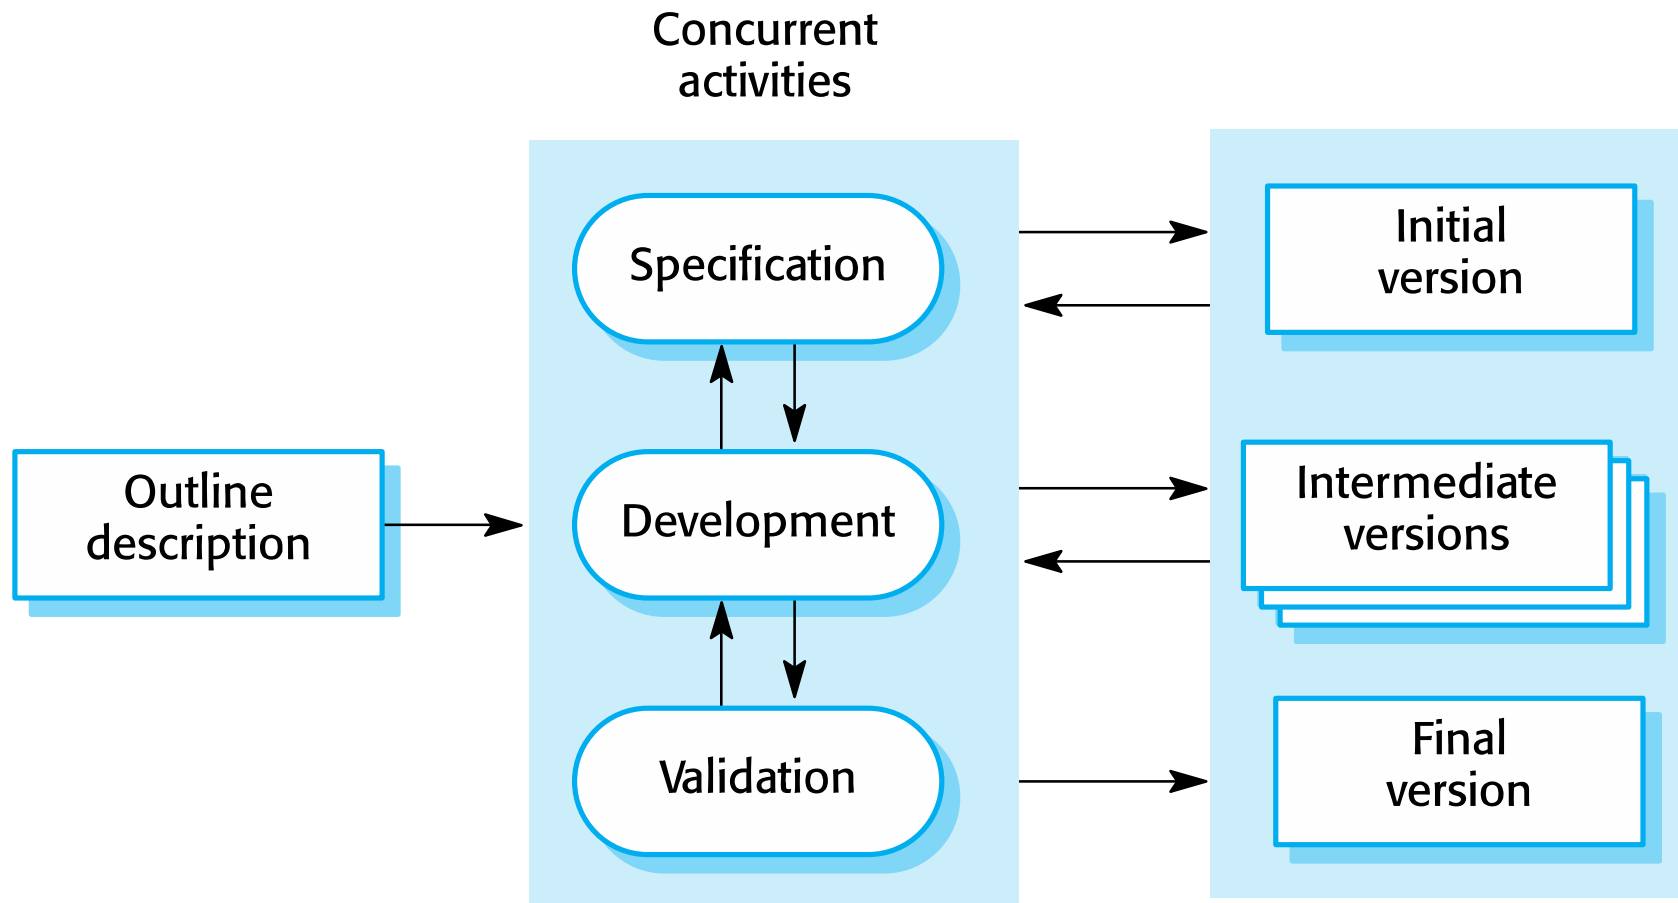 Concurrent
activities
Specification
Initial
version
Outline
description
Development
Intermediate
versions
Validation
Final
version